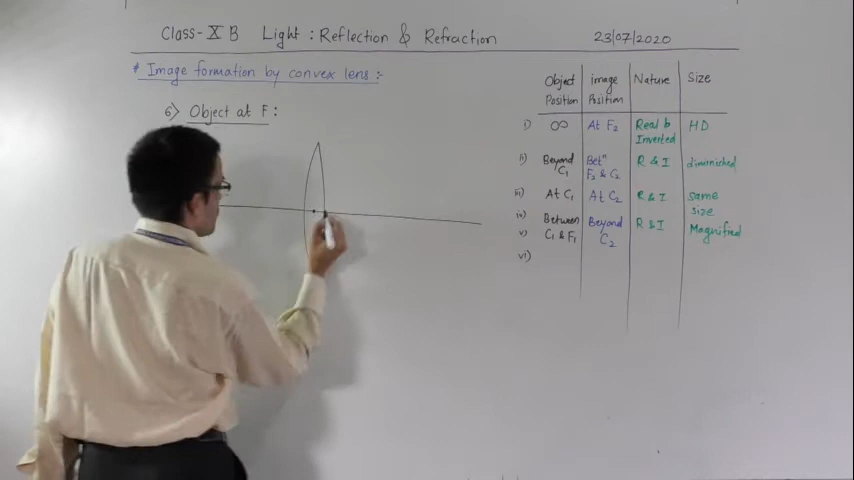 Class-X B Light : Reflection & Refraction 23/07/2020
* Image formation by convex lens :-
6> Object at F :
Object Position image Position Nature Size
i) ∞ At F2 Real & Inverted HD
ii) Beyond C1 Betn F2 & C2 R & I diminished
iii) At C1 At C2 R & I same size
iv) Between C1 & F1 Beyond C2 R & I Magnified
v)
vi)